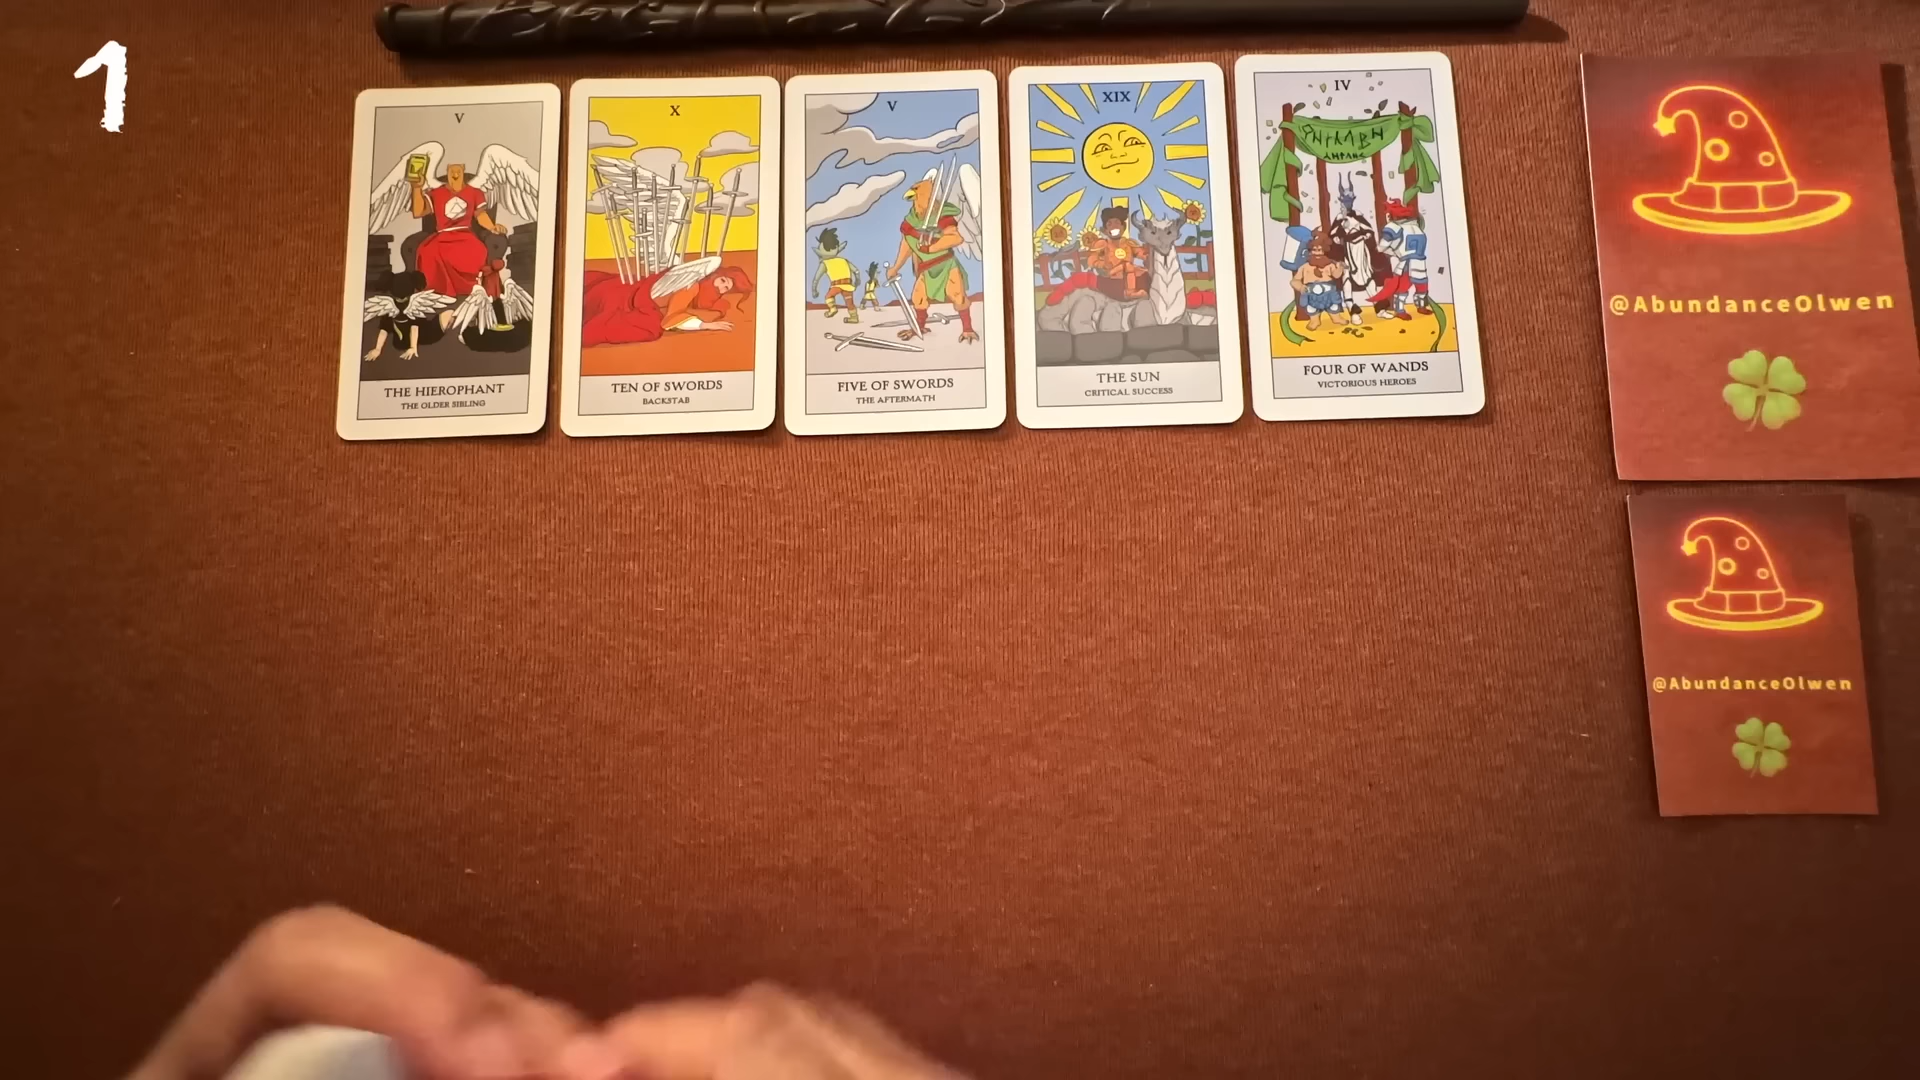 1
V
THE HIEROPHANT
THE OLDER SIBLING
X
TEN OF SWORDS
BACKSTAB
V
FIVE OF SWORDS
THE AFTERMATH
XIX
THE SUN
CRITICAL SUCCESS
IV
FOUR OF WANDS
VICTORIOUS HEROES
@AbundanceOlwen
@AbundanceOlwen